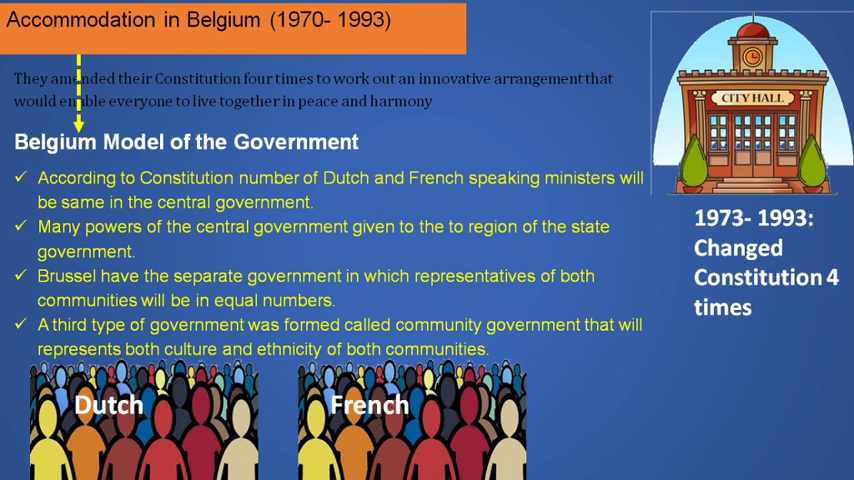 Accommodation in Belgium (1970- 1993)
They amended their Constitution four times to work out an innovative arrangement that
would enable everyone to live together in peace and harmony
Belgium Model of the Government
✓ According to Constitution number of Dutch and French speaking ministers will
be same in the central government.
✓ Many powers of the central government given to the to region of the state
government.
✓ Brussel have the separate government in which representatives of both
communities will be in equal numbers.
✓ A third type of government was formed called community government that will
represents both culture and ethnicity of both communities.
Dutch
French
CITY HALL
1973- 1993:
Changed
Constitution 4
times